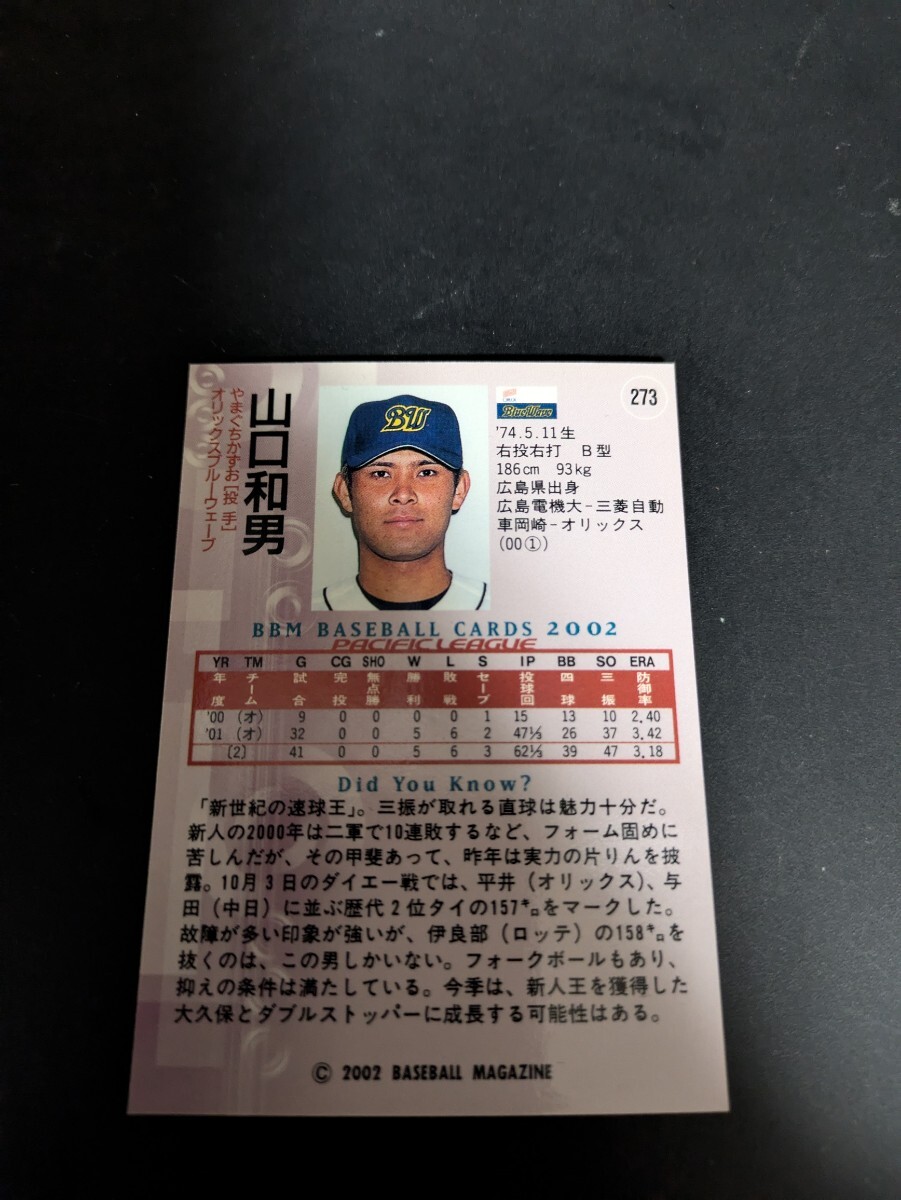 273
山口和男
やまぐちかずお［投 手］
オリックスブルーウェーブ
BW
BlueWave
'74.5.11生
右投右打　B型
186cm　93kg
広島県出身
広島電機大－三菱自動
車岡崎－オリックス
(00①)
BBM BASEBALL CARDS 2002
PACIFIC LEAGUE
YR TM G CG SHO W L S IP BB SO ERA
年度 チーム 試合 完投 無点勝 勝利 敗戦 セーブ 投球回 四球 三振 防御率
'00 (オ) 9 0 0 0 0 1 15 13 10 2.40
'01 (オ) 32 0 0 5 6 2 47⅓ 26 37 3.42
〔2〕 41 0 0 5 6 3 62⅓ 39 47 3.18
Did You Know?
「新世紀の速球王」。三振が取れる直球は魅力十分だ。
新人の2000年は二軍で10連敗するなど、フォーム固めに
苦しんだが、その甲斐あって、昨年は実力の片りんを披
露。10月3日のダイエー戦では、平井（オリックス）、与
田（中日）に並ぶ歴代2位タイの157㌔をマークした。
故障が多い印象が強いが、伊良部（ロッテ）の158㌔を
抜くのは、この男しかいない。フォークボールもあり、
抑えの条件は満たしている。今季は、新人王を獲得した
大久保とダブルストッパーに成長する可能性はある。
© 2002 BASEBALL MAGAZINE